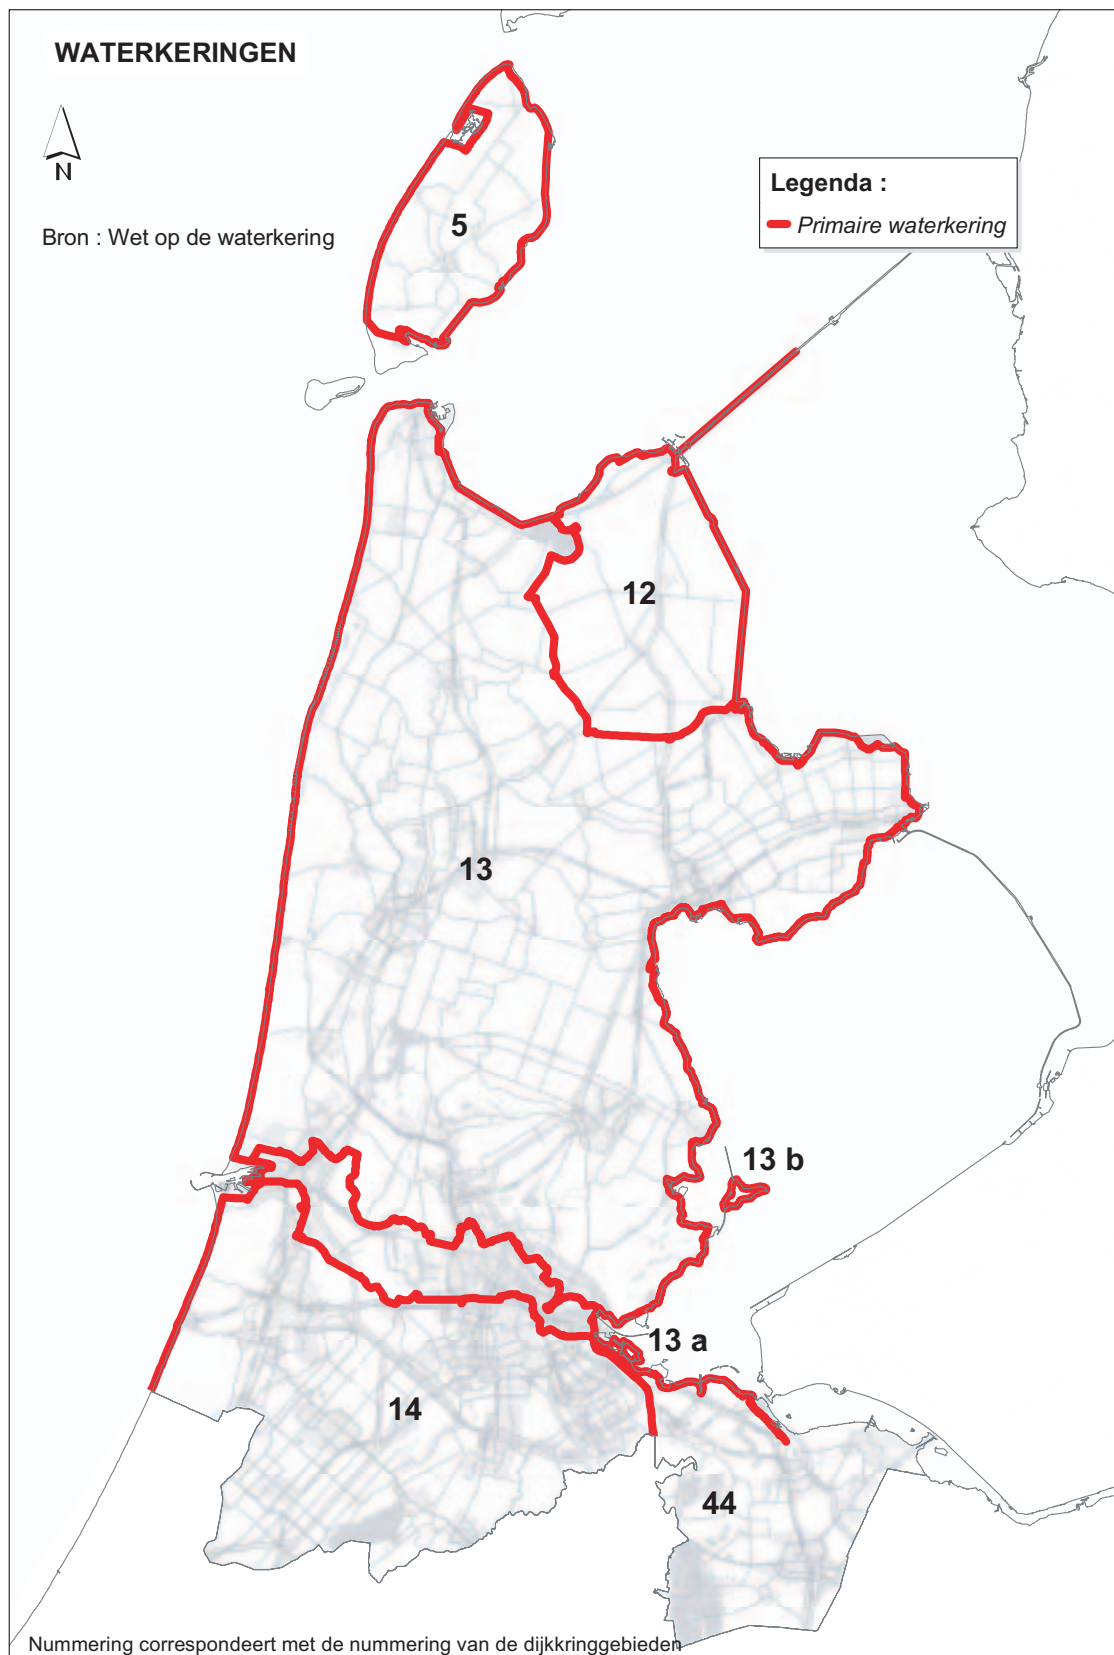 WATERKERINGEN
N
Bron : Wet op de waterkering
Legenda :
Primaire waterkering
5
12
13
13 b
13 a
14
44
Nummering correspondeert met de nummering van de dijkkringgebieden